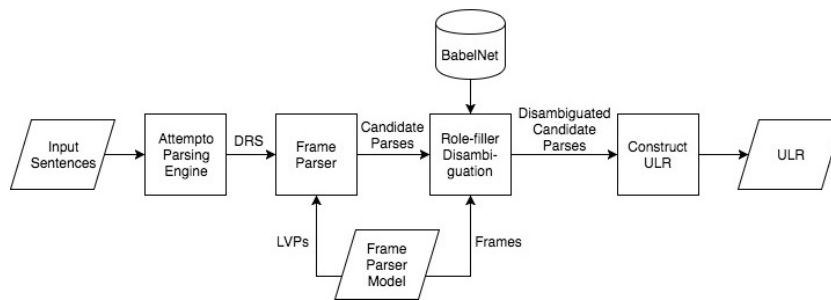 BabelNet
Input
Sentences
Attempto
Parsing
Engine
DRS
Frame
Parser
Candidate
Parses
Role-filler
Disambi-
guation
Disambiguated
Candidate
Parses
Construct
ULR
ULR
LVPs
Frame
Parser
Model
Frames